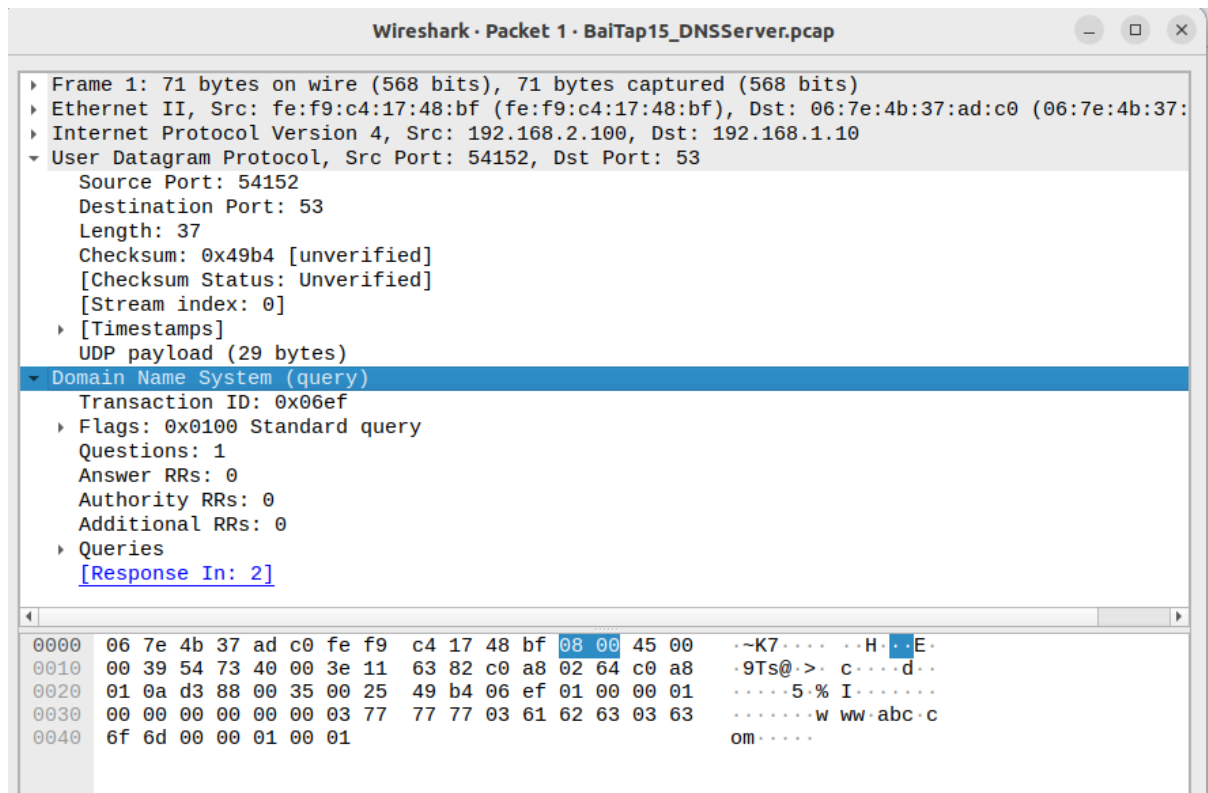 Wireshark · Packet 1 · BaiTap15_DNSServer.pcap
Frame 1: 71 bytes on wire (568 bits), 71 bytes captured (568 bits)
Ethernet II, Src: fe:f9:c4:17:48:bf (fe:f9:c4:17:48:bf), Dst: 06:7e:4b:37:ad:c0 (06:7e:4b:37:
Internet Protocol Version 4, Src: 192.168.2.100, Dst: 192.168.1.10
User Datagram Protocol, Src Port: 54152, Dst Port: 53
Source Port: 54152
Destination Port: 53
Length: 37
Checksum: 0x49b4 [unverified]
[Checksum Status: Unverified]
[Stream index: 0]
[Timestamps]
UDP payload (29 bytes)
Domain Name System (query)
Transaction ID: 0x06ef
Flags: 0x0100 Standard query
Questions: 1
Answer RRs: 0
Authority RRs: 0
Additional RRs: 0
Queries
[Response In: 2]
0000 06 7e 4b 37 ad c0 fe f9 c4 17 48 bf 08 00 45 00 ·~K7···· ··H···E·
0010 00 39 54 73 40 00 3e 11 63 82 c0 a8 02 64 c0 a8 ·9Ts@·>· c····d··
0020 01 0a d3 88 00 35 00 25 49 b4 06 ef 01 00 00 01 ·····5·% I·······
0030 00 00 00 00 00 00 03 77 77 77 03 61 62 63 03 63 ·······w ww·abc·c
0040 6f 6d 00 00 01 00 01 om·····